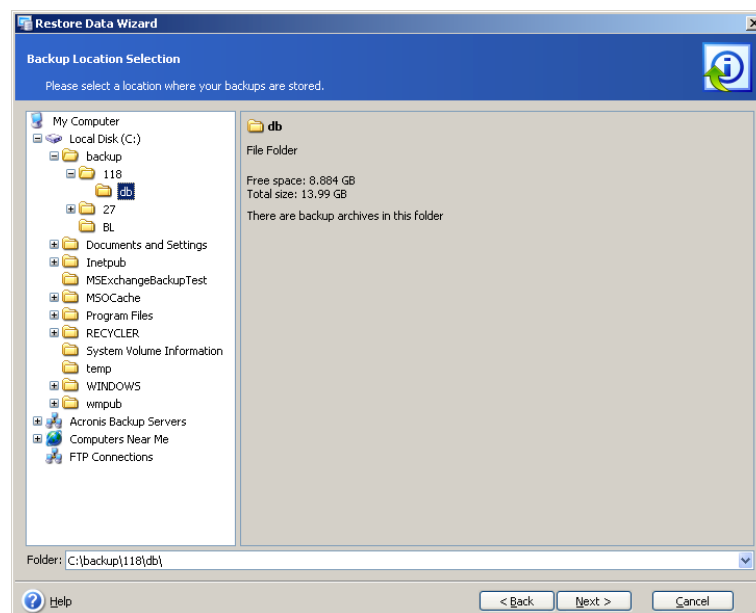 Restore Data Wizard
Backup Location Selection
Please select a location where your backups are stored.
My Computer
Local Disk (C:)
backup
118
db
27
BL
Documents and Settings
Inetpub
MSExchangeBackupTest
MSOCache
Program Files
RECYCLER
System Volume Information
temp
WINDOWS
wmpub
Acronis Backup Servers
Computers Near Me
FTP Connections
db
File Folder
Free space: 8.884 GB
Total size: 13.99 GB
There are backup archives in this folder
Folder: C:\backup\118\db\
Help
< Back
Next >
Cancel